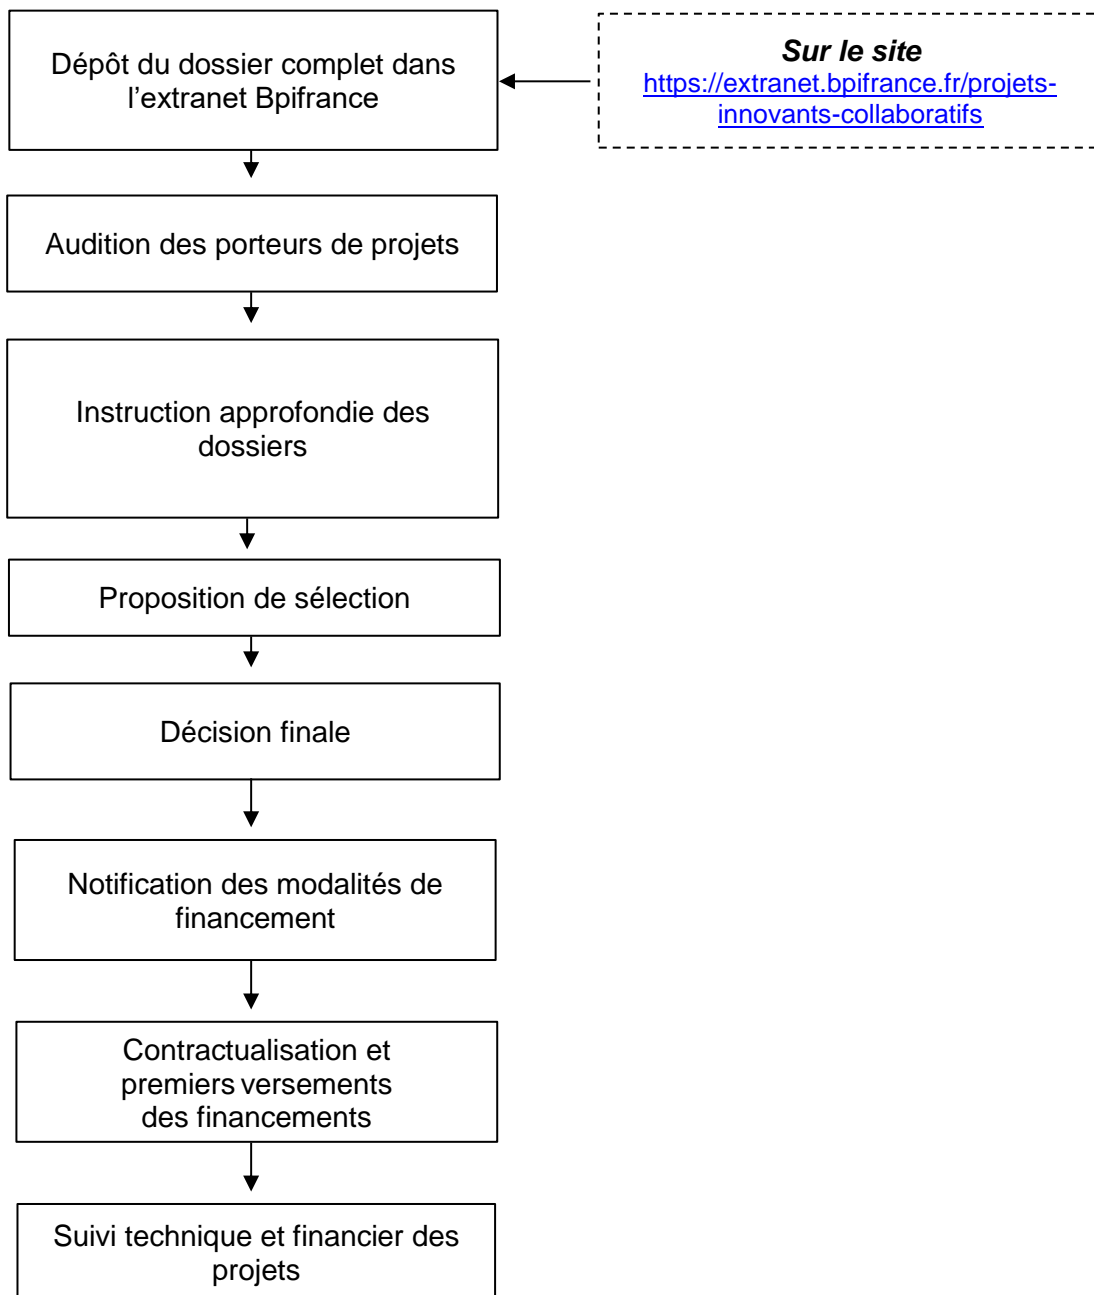 Dépôt du dossier complet dans
l'extranet Bpifrance
Sur le site
https://extranet.bpifrance.fr/projets-
innovants-collaboratifs
Audition des porteurs de projets
Instruction approfondie des
dossiers
Proposition de sélection
Décision finale
Notification des modalités de
financement
Contractualisation et
premiers versements
des financements
Suivi technique et financier des
projets